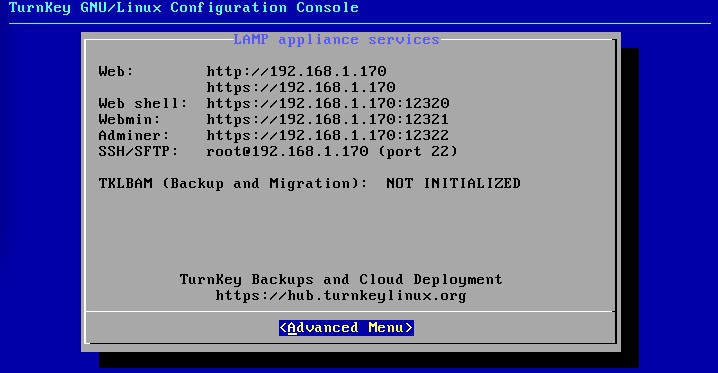 TurnKey GNU/Linux Configuration Console
LAMP appliance services
Web: http://192.168.1.170
https://192.168.1.170
Web shell: https://192.168.1.170:12320
Webmin: https://192.168.1.170:12321
Adminer: https://192.168.1.170:12322
SSH/SFTP: root@192.168.1.170 (port 22)
TKLBAM (Backup and Migration): NOT INITIALIZED
TurnKey Backups and Cloud Deployment
https://hub.turnkeylinux.org
<Advanced Menu>